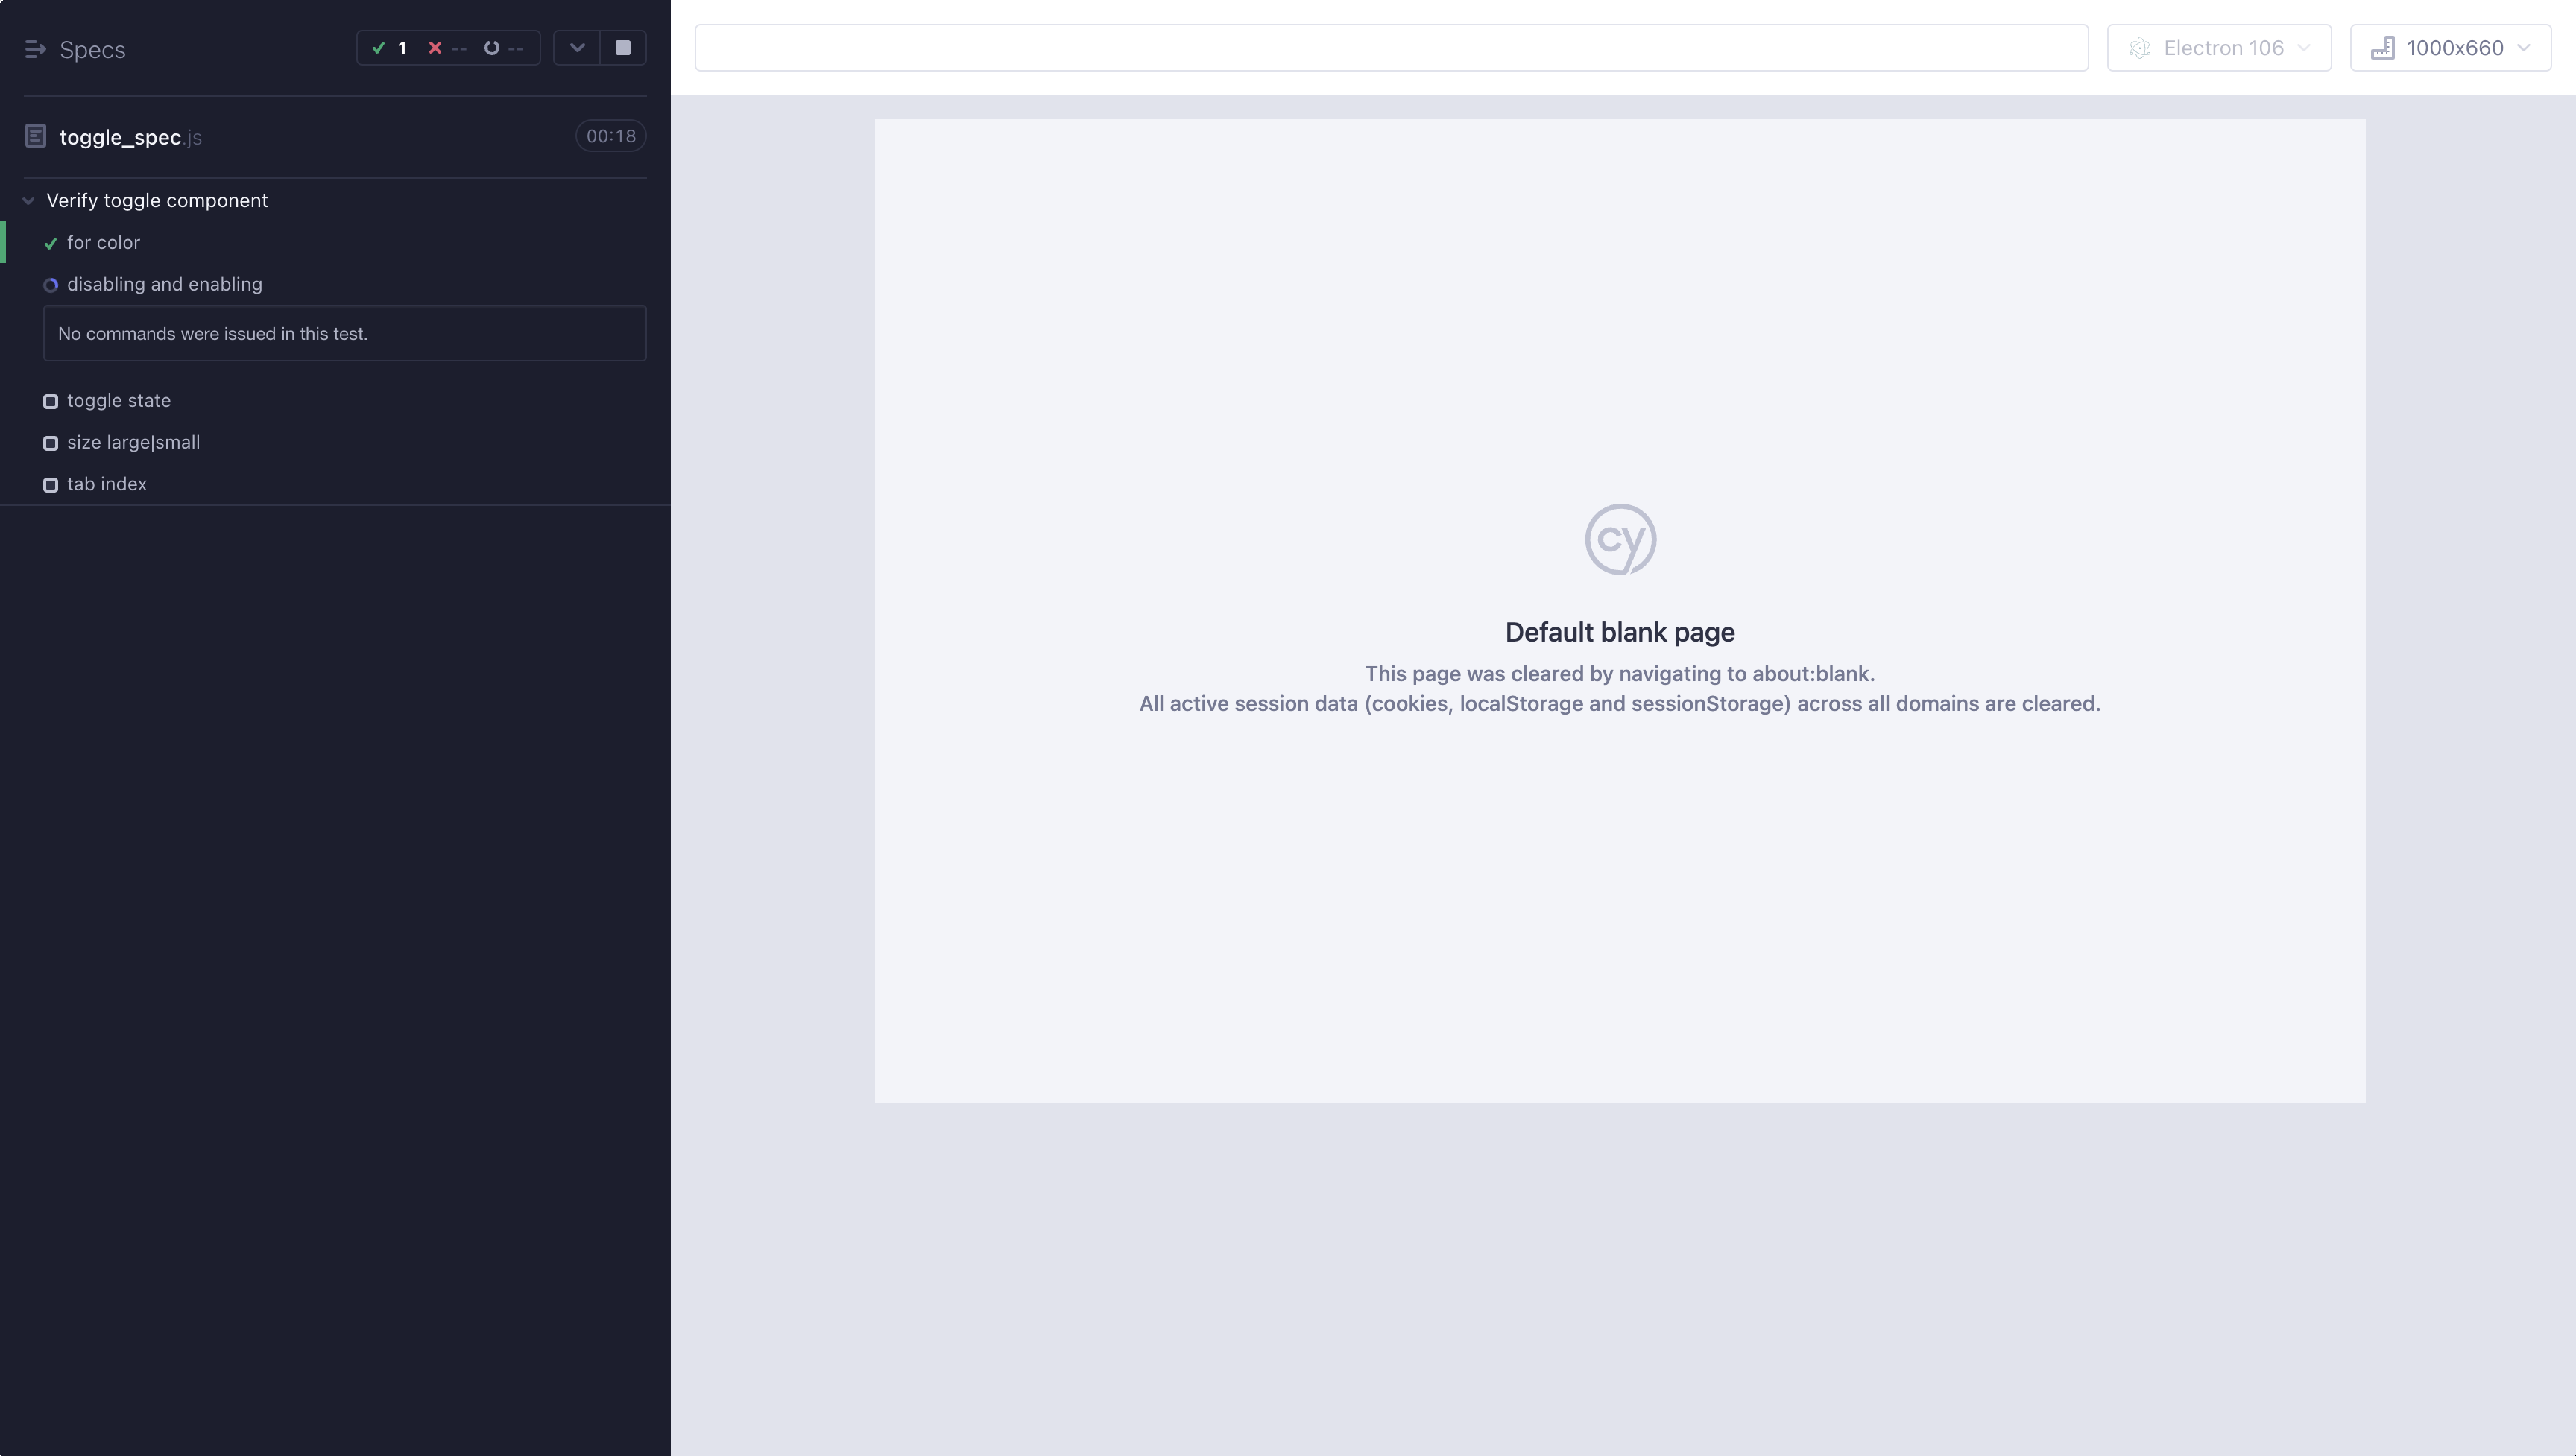 Specs
1
--
--
Electron 106
1000x660
toggle_spec.js
00:18
Verify toggle component
for color
disabling and enabling
No commands were issued in this test.
toggle state
size large|small
tab index
cy
Default blank page
This page was cleared by navigating to about:blank.
All active session data (cookies, localStorage and sessionStorage) across all domains are cleared.